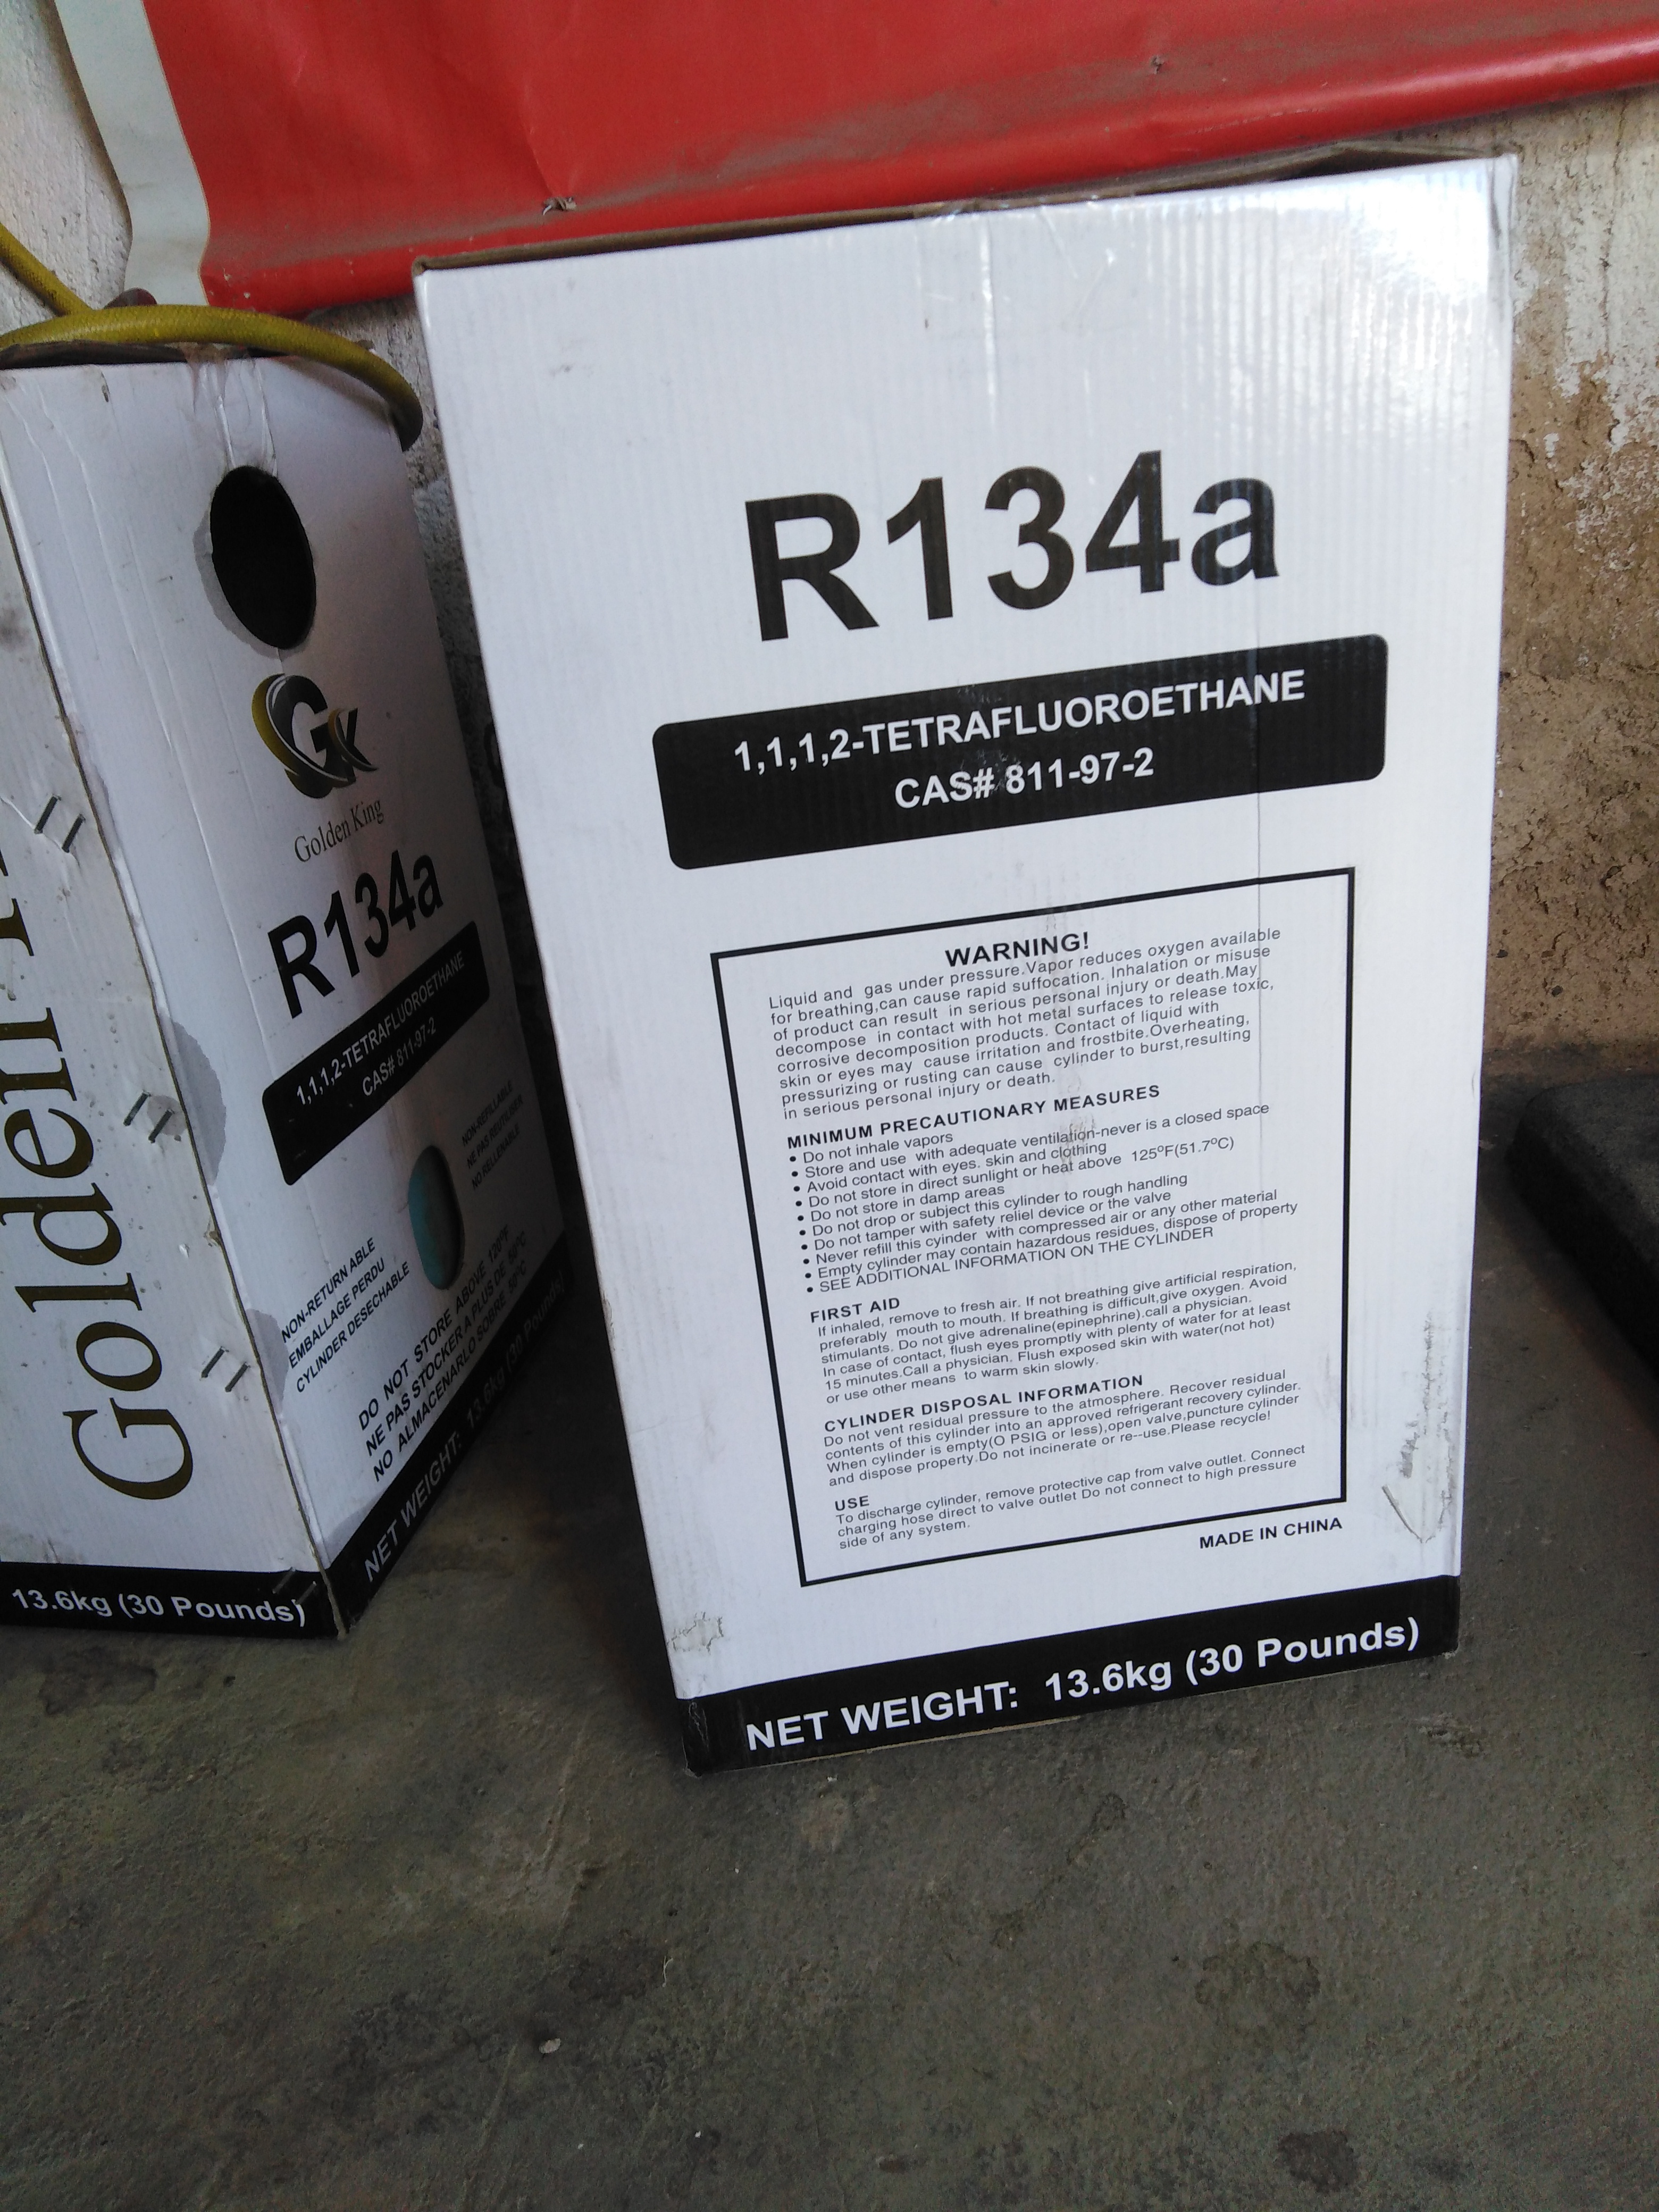 Golden
13.6kg (30 Pounds)
GK
Golden King
R134a
1,1,1,2-TETRAFLUOROETHANE
CAS# 811-97-2
NON-REFILLABLE
NE PAS REUTILISER
NO RELLENABLE
NON-RETURN ABLE
EMBALLAGE PERDU
CYLINDER DESECHABLE
DO NOT STORE ABOVE 120ºF
NE PAS STOCKER A PLUS DE 50ºC
NO ALMACENARLO SOBRE 50ºC
NET WEIGHT: 13.6kg (30 Pounds)
R134a
1,1,1,2-TETRAFLUOROETHANE
CAS# 811-97-2
WARNING!
Liquid and gas under pressure.Vapor reduces oxygen available
for breathing,can cause rapid suffocation. Inhalation or misuse
of product can result in serious personal injury or death.May
decompose in contact with hot metal surfaces to release toxic,
corrosive decomposition products. Contact of liquid with
skin or eyes may cause irritation and frostbite.Overheating,
pressurizing or rusting can cause cylinder to burst,resulting
in serious personal injury or death.
MINIMUM PRECAUTIONARY MEASURES
• Do not inhale vapors
• Store and use with adequate ventilation-never is a closed space
• Avoid contact with eyes. skin and clothing
• Do not store in direct sunlight or heat above 125ºF(51.7ºC)
• Do not store in damp areas
• Do not drop or subject this cylinder to rough handling
• Do not tamper with safety reliel device or the valve
• Never refill this cyinder with compressed air or any other material
• Empty cylinder may contain hazardous residues, dispose of property
• SEE ADDITIONAL INFORMATION ON THE CYLINDER
FIRST AID
If inhaled, remove to fresh air. If not breathing give artificial respiration,
preferably mouth to mouth. If breathing is difficult,give oxygen. Avoid
stimulants. Do not give adrenaline(epinephrine).call a physician.
In case of contact, flush eyes promptly with plenty of water for at least
15 minutes.Call a physician. Flush exposed skin with water(not hot)
or use other means to warm skin slowly.
CYLINDER DISPOSAL INFORMATION
Do not vent residual pressure to the atmosphere. Recover residual
contents of this cylinder into an approved refrigerant recovery cylinder.
When cylinder is empty(O PSIG or less),open valve,puncture cylinder
and dispose property.Do not incinerate or re--use.Please recycle!
USE
To discharge cylinder, remove protective cap from valve outlet. Connect
charging hose direct to valve outlet Do not connect to high pressure
side of any system.
MADE IN CHINA
NET WEIGHT: 13.6kg (30 Pounds)